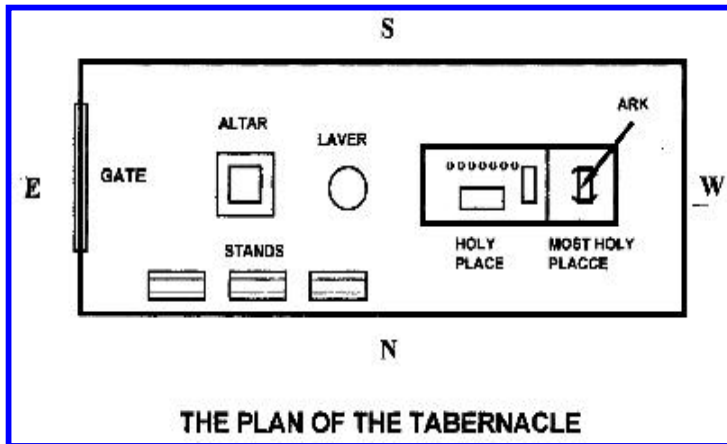 S
ARK
ALTAR
LAVER
E
GATE
W
STANDS
HOLY
PLACE
MOST HOLY
PLACCE
N
THE PLAN OF THE TABERNACLE